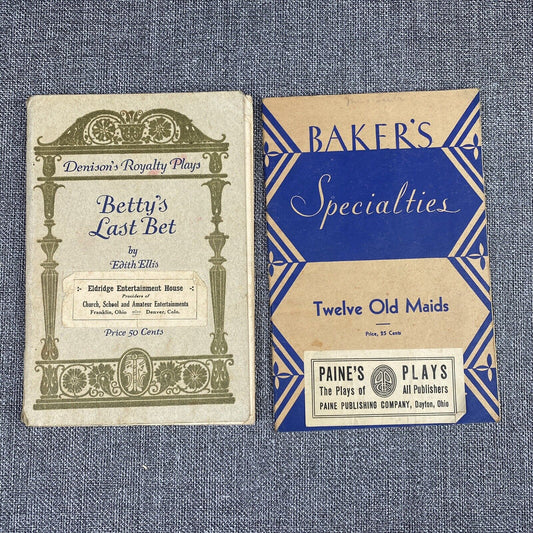 Denison's Royalty Plays
Betty's
Last Bet
by
Edith Ellis
Eldridge Entertainment House
Providers of
Church, School and Amateur Entertainments
Franklin, Ohio also Denver, Colo.
Price 50 Cents
BAKER'S
Specialties
Twelve Old Maids
Price, 25 Cents
PAINE'S PLAYS
The Plays of All Publishers
PAINE PUBLISHING COMPANY, Dayton, Ohio